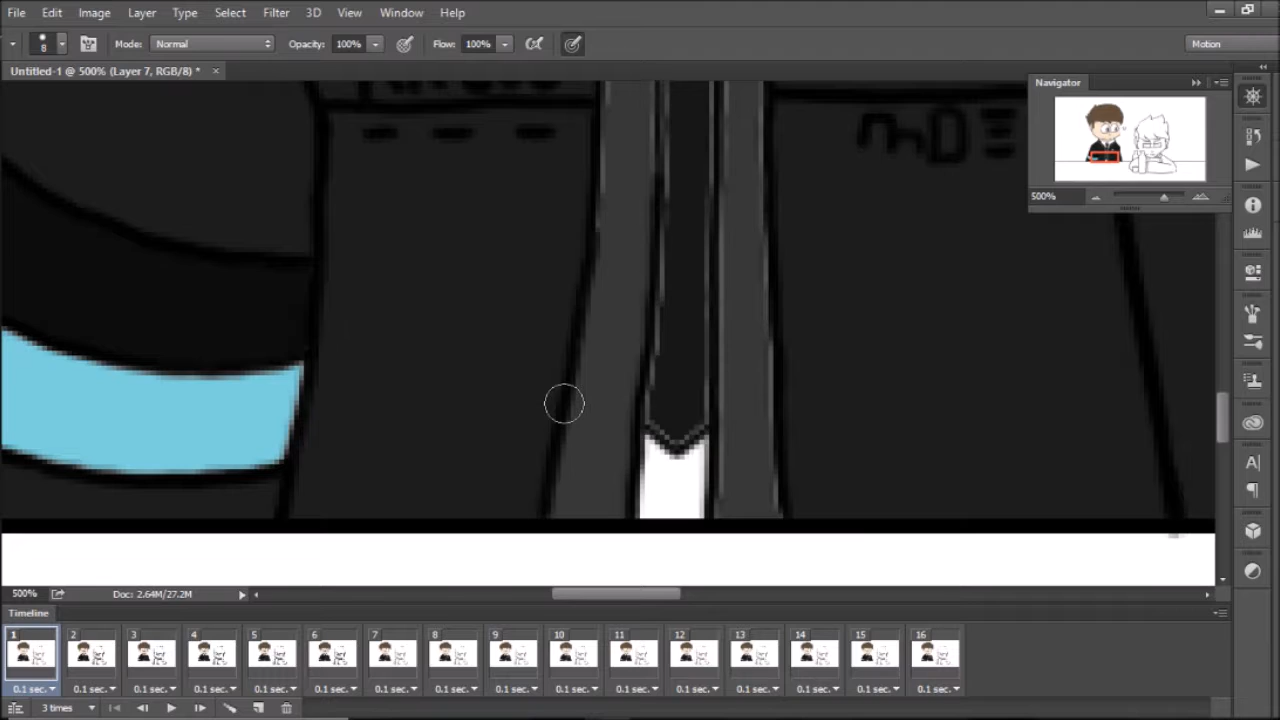 File Edit Image Layer Type Select Filter 3D View Window Help
8 Mode: Normal Opacity: 100% Flow: 100% Motion
Untitled-1 @ 500% (Layer 7, RGB/8) * ×
Navigator
500%
500% Doc: 2.64M/27.2M
Timeline
1 2 3 4 5 6 7 8 9 10 11 12 13 14 15 16
0.1 sec. 0.1 sec. 0.1 sec. 0.1 sec. 0.1 sec. 0.1 sec. 0.1 sec. 0.1 sec. 0.1 sec. 0.1 sec. 0.1 sec. 0.1 sec. 0.1 sec. 0.1 sec. 0.1 sec. 0.1 sec.
3 times